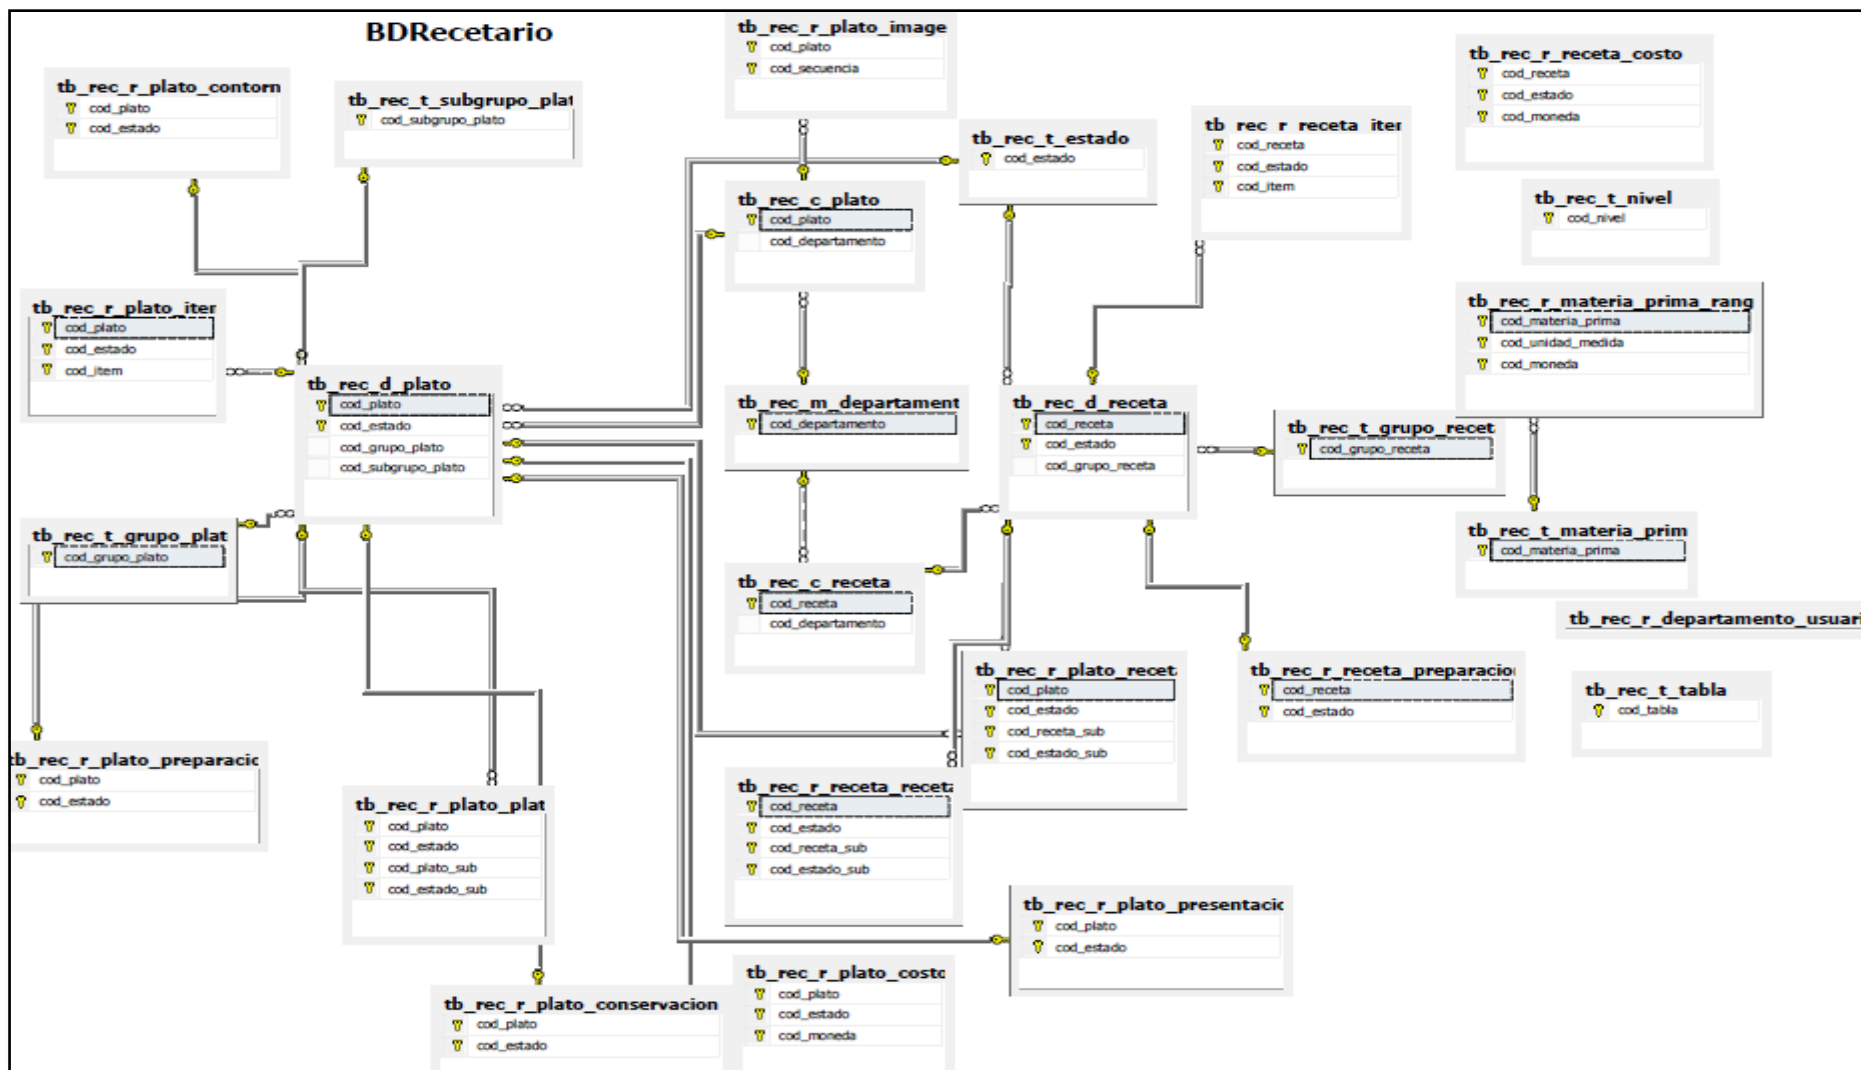 BDRecetario
tb_rec_r_plato_contorn
cod_plato
cod_estado
tb_rec_t_subgrupo_plat
cod_subgrupo_plato
tb_rec_r_plato_image
cod_plato
cod_secuencia
tb_rec_t_estado
cod_estado
tb_rec_r_receta_iter
cod_receta
cod_estado
cod_item
tb_rec_r_receta_costo
cod_receta
cod_estado
cod_moneda
tb_rec_t_nivel
cod_nivel
tb_rec_c_plato
cod_plato
cod_departamento
tb_rec_r_plato_iter
cod_plato
cod_estado
cod_item
tb_rec_d_plato
cod_plato
cod_estado
cod_grupo_plato
cod_subgrupo_plato
tb_rec_m_departament
cod_departamento
tb_rec_d_receta
cod_receta
cod_estado
cod_grupo_receta
tb_rec_t_grupo_recet
cod_grupo_receta
tb_rec_r_materia_prima_rang
cod_materia_prima
cod_unidad_medida
cod_moneda
tb_rec_t_materia_prim
cod_materia_prima
tb_rec_t_grupo_plat
cod_grupo_plato
tb_rec_c_receta
cod_receta
cod_departamento
tb_rec_r_departamento_usuari
tb_rec_r_plato_receta
cod_plato
cod_estado
cod_receta_sub
cod_estado_sub
tb_rec_r_receta_preparacio
cod_receta
cod_estado
tb_rec_t_tabla
cod_tabla
tb_rec_r_plato_preparacic
cod_plato
cod_estado
tb_rec_r_plato_plat
cod_plato
cod_estado
cod_plato_sub
cod_estado_sub
tb_rec_r_receta_receta
cod_receta
cod_estado
cod_receta_sub
cod_estado_sub
tb_rec_r_plato_presentacic
cod_plato
cod_estado
tb_rec_r_plato_conservacion
cod_plato
cod_estado
tb_rec_r_plato_costo
cod_plato
cod_estado
cod_moneda